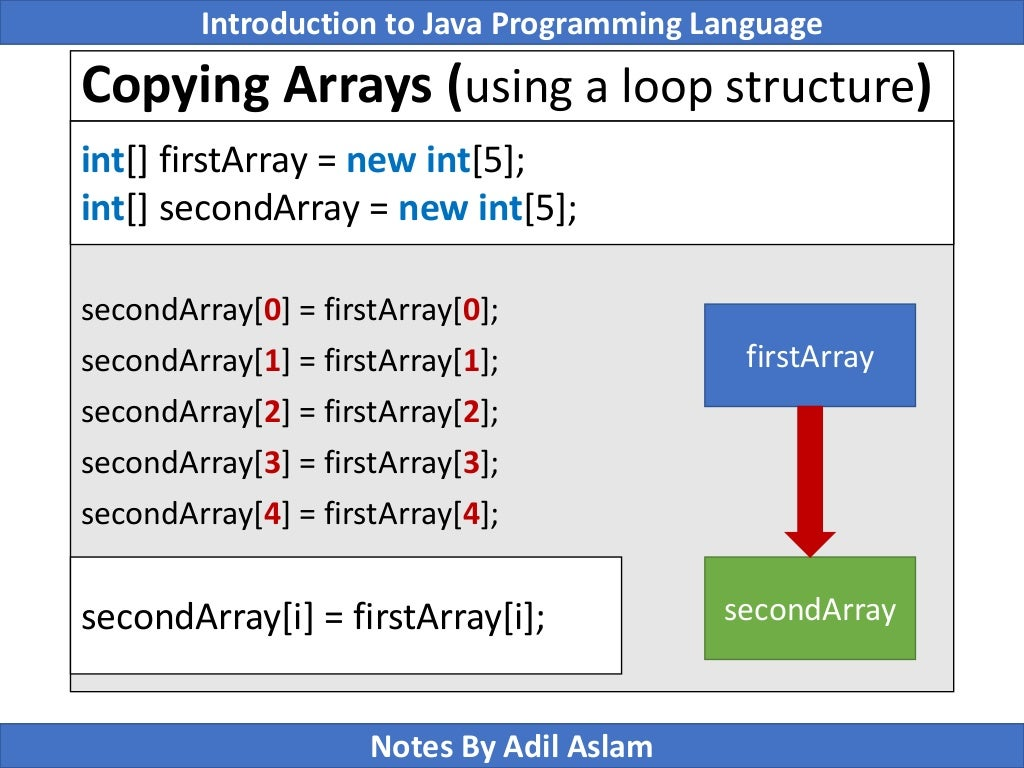 Introduction to Java Programming Language
Copying Arrays (using a loop structure)
int[] firstArray = new int[5];
int[] secondArray = new int[5];
secondArray[0] = firstArray[0];
secondArray[1] = firstArray[1];
secondArray[2] = firstArray[2];
secondArray[3] = firstArray[3];
secondArray[4] = firstArray[4];
secondArray[i] = firstArray[i];
firstArray
secondArray
Notes By Adil Aslam